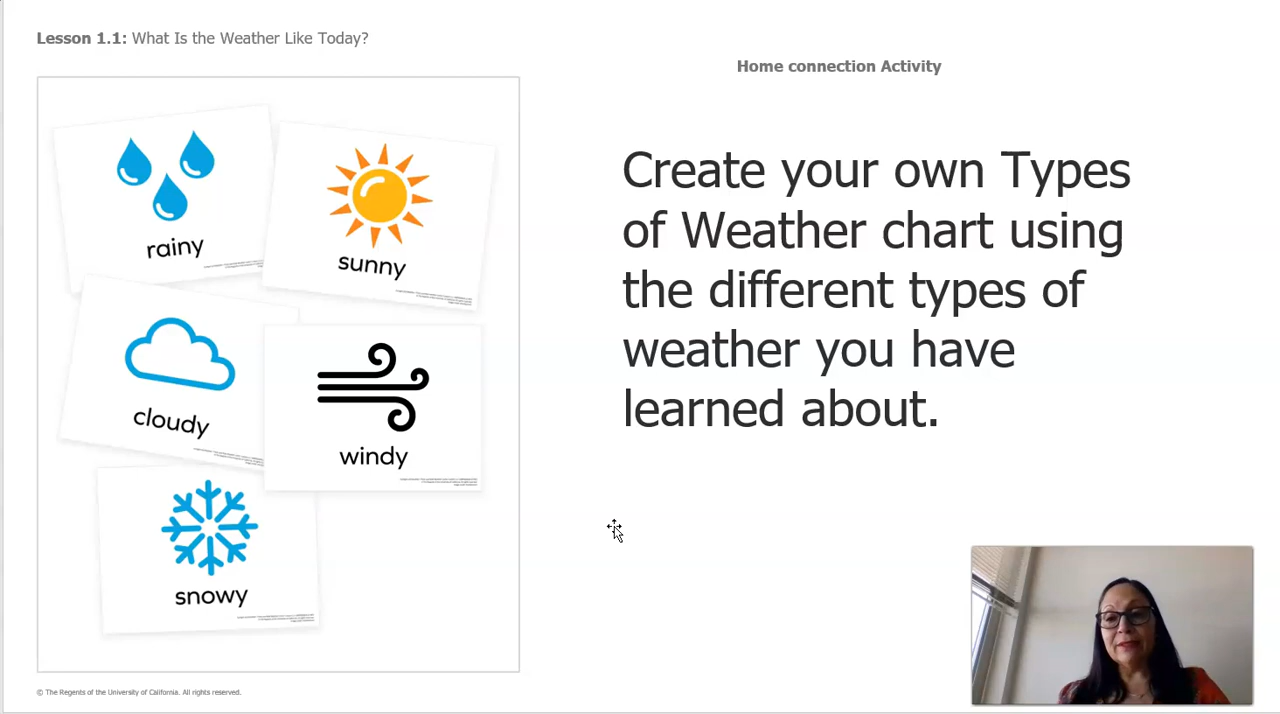 Lesson 1.1: What Is the Weather Like Today?
Home connection Activity
rainy
sunny
cloudy
windy
snowy
Create your own Types
of Weather chart using
the different types of
weather you have
learned about.
© The Regents of the University of California. All rights reserved.